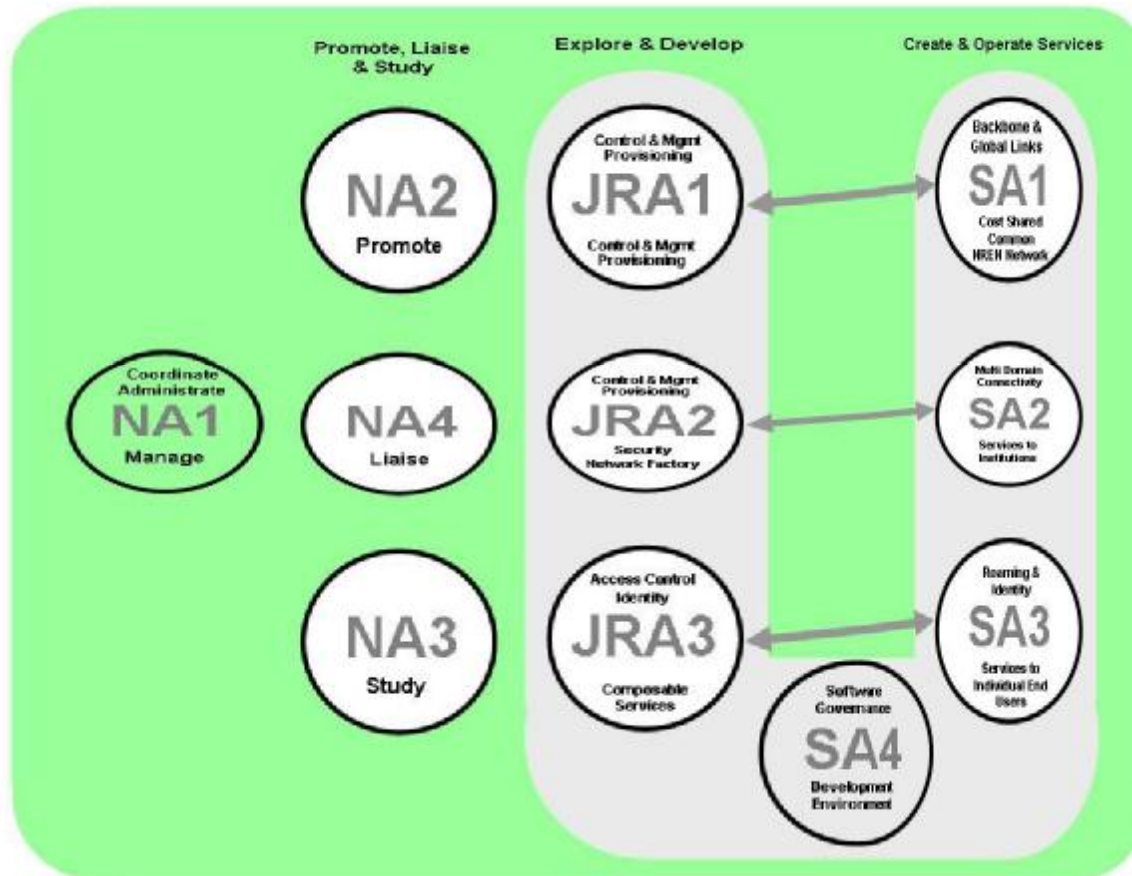 Promote, Liaise
& Study
Explore & Develop
Create & Operate Services
NA2
Promote
Control & Mgmt
Provisioning
JRA1
Control & Mgmt
Provisioning
Backbone &
Global Links
SA1
Cost Shared
Common
NREN Network
Coordinate
Administrate
NA1
Manage
NA4
Liaise
Control & Mgmt
Provisioning
JRA2
Security
Network Factory
Multi Domain
Connectivity
SA2
Services to
Institutions
NA3
Study
Access Control
Identity
JRA3
Composable
Services
Roaming &
Identity
SA3
Services to
Individual End
Users
Software
Governance
SA4
Development
Environment